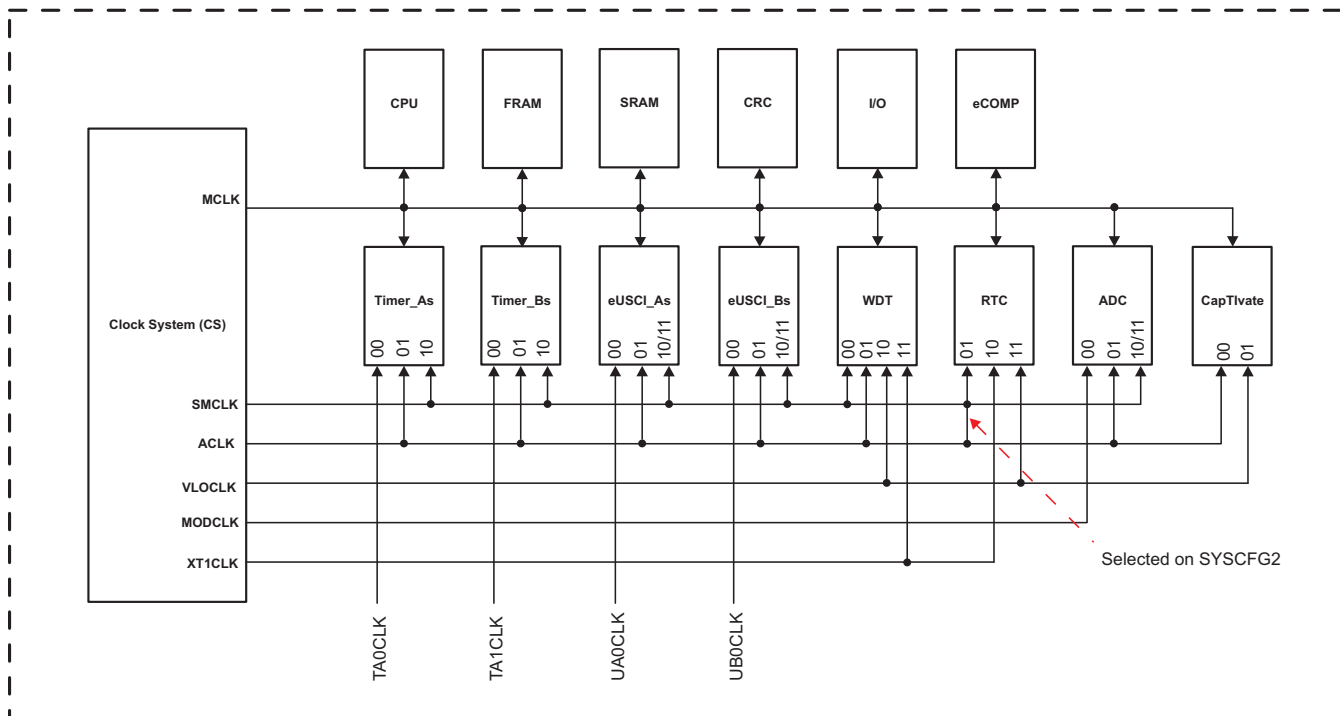 CPU
FRAM
SRAM
CRC
I/O
eCOMP
MCLK
Clock System (CS)
Timer_As
00
01
10
Timer_Bs
00
01
10
eUSCI_As
00
01
10/11
eUSCI_Bs
00
01
10/11
WDT
00
01
10
11
RTC
01
10
11
ADC
00
01
10/11
CapTIvate
00
01
SMCLK
ACLK
VLOCLK
MODCLK
XT1CLK
Selected on SYSCFG2
TA0CLK
TA1CLK
UA0CLK
UB0CLK